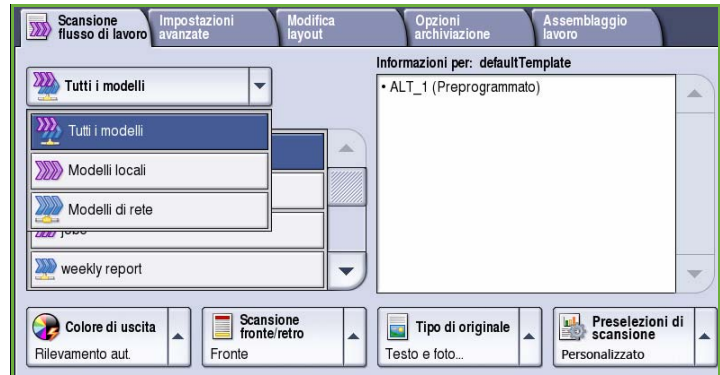 Scansione
flusso di lavoro
Impostazioni
avanzate
Modifica
layout
Opzioni
archiviazione
Assemblaggio
lavoro
Tutti i modelli
Tutti i modelli
Modelli locali
Modelli di rete
weekly report
Informazioni per: defaultTemplate
• ALT_1 (Preprogrammato)
Colore di uscita
Rilevamento aut.
Scansione
fronte/retro
Fronte
Tipo di originale
Testo e foto...
Preselezioni di
scansione
Personalizzato